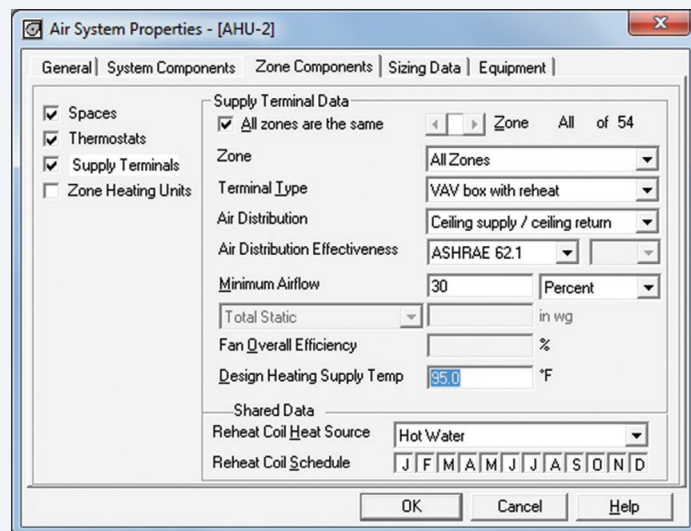 Air System Properties - [AHU-2]
General System Components Zone Components Sizing Data Equipment
Spaces
Thermostats
Supply Terminals
Zone Heating Units
Supply Terminal Data
All zones are the same Zone All of 54
Zone All Zones
Terminal Type VAV box with reheat
Air Distribution Ceiling supply / ceiling return
Air Distribution Effectiveness ASHRAE 62.1
Minimum Airflow 30 Percent
Total Static in wg
Fan Overall Efficiency %
Design Heating Supply Temp 95.0 °F
Shared Data
Reheat Coil Heat Source Hot Water
Reheat Coil Schedule J F M A M J J A S O N D
OK Cancel Help